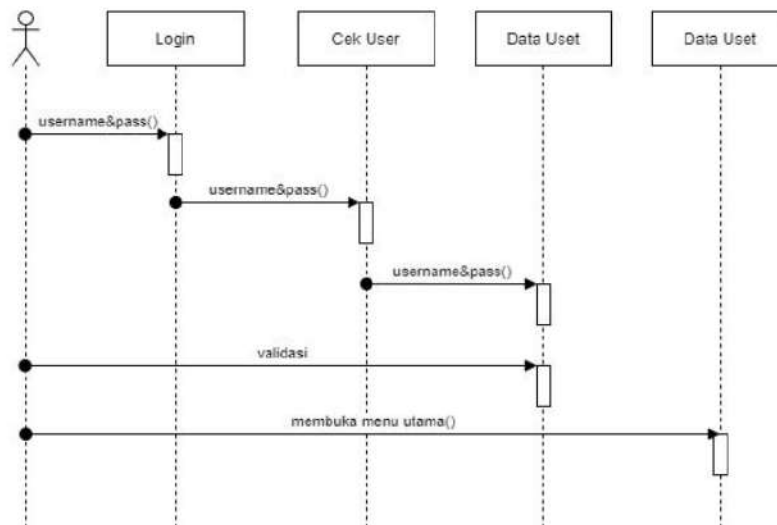 Login
Cek User
Data Uset
Data Uset
username&pass()
username&pass()
username&pass()
validasi
membuka menu utama()